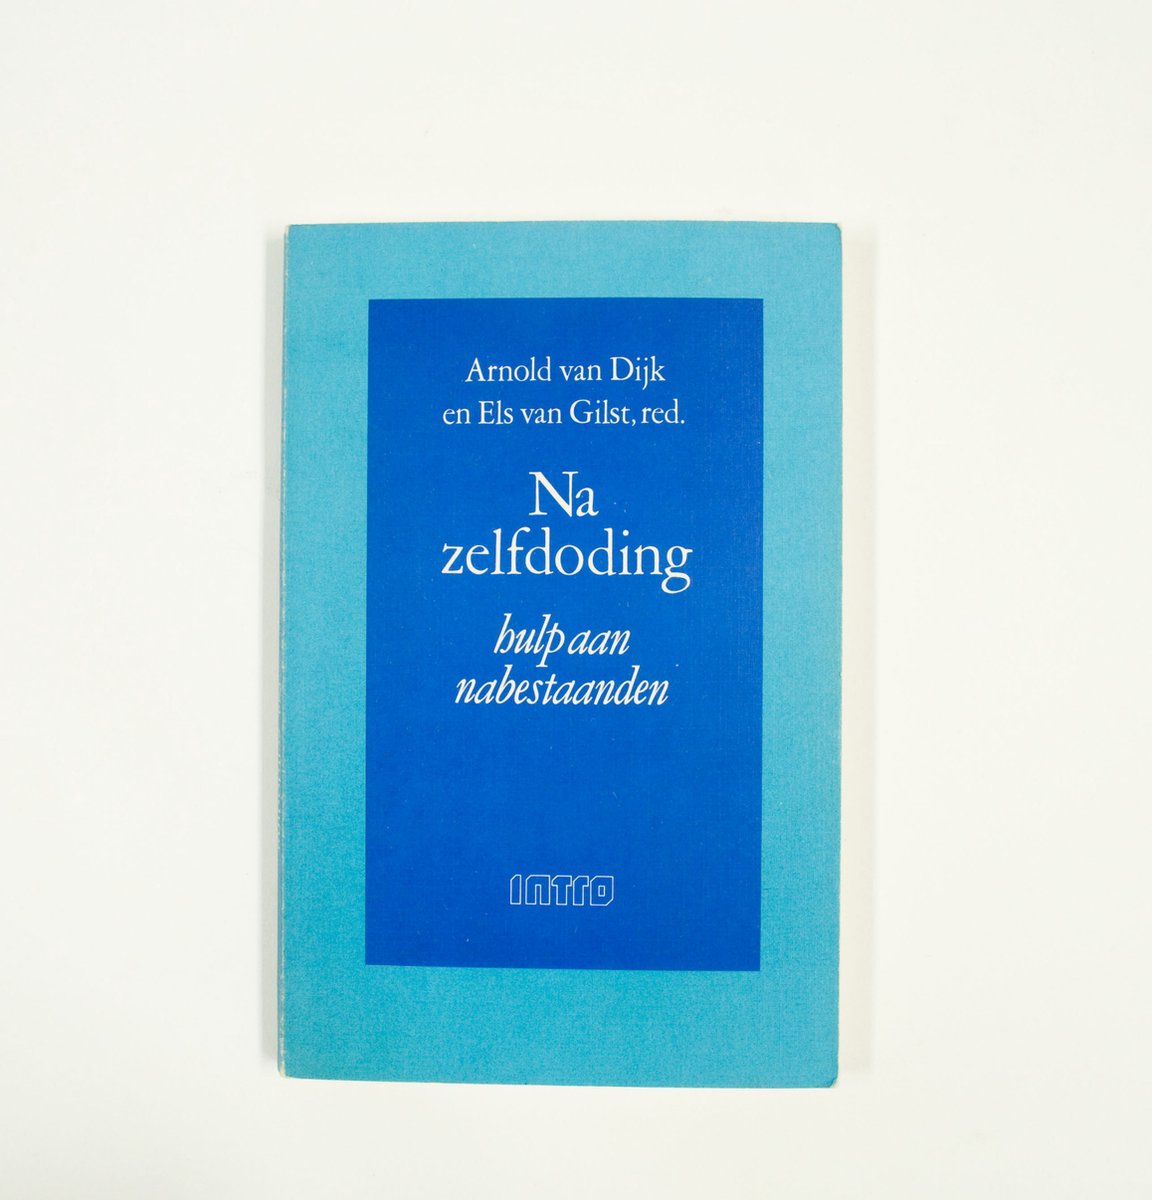 Arnold van Dijk
en Els van Gilst, red.
Na
zelfdoding
hulp aan
nabestaanden
INTRO